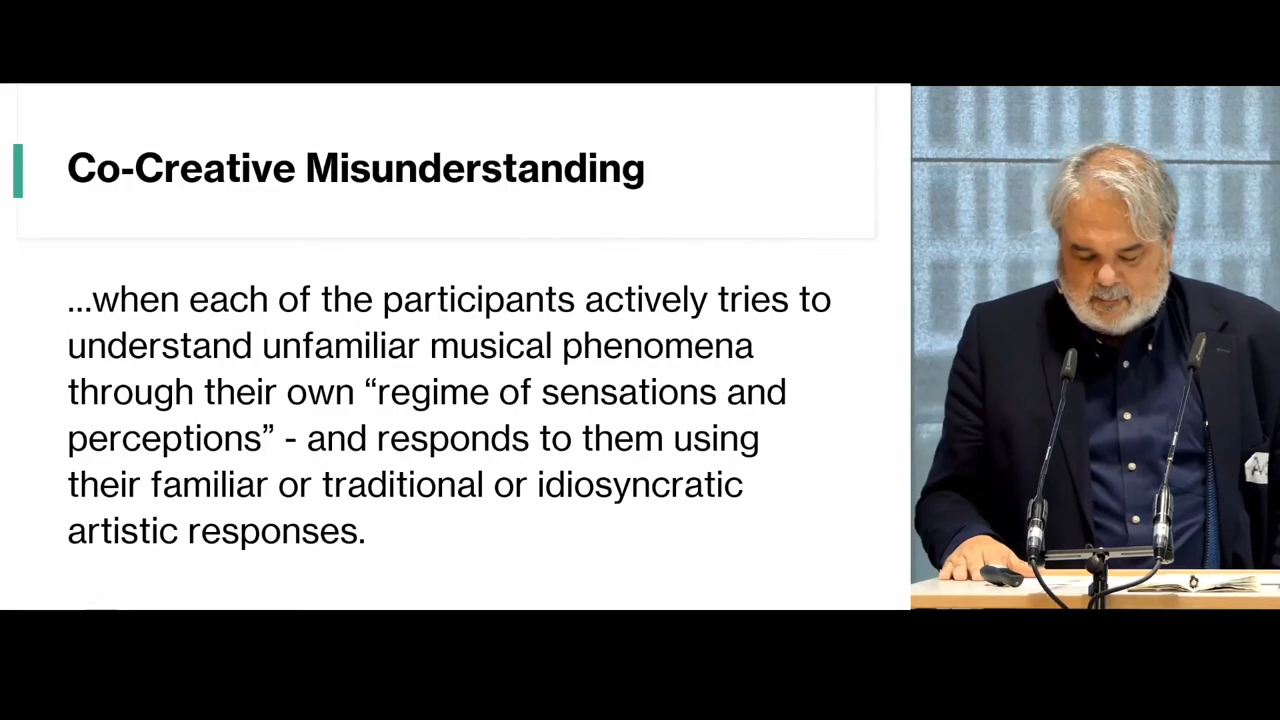 Co-Creative Misunderstanding
...when each of the participants actively tries to
understand unfamiliar musical phenomena
through their own “regime of sensations and
perceptions” - and responds to them using
their familiar or traditional or idiosyncratic
artistic responses.